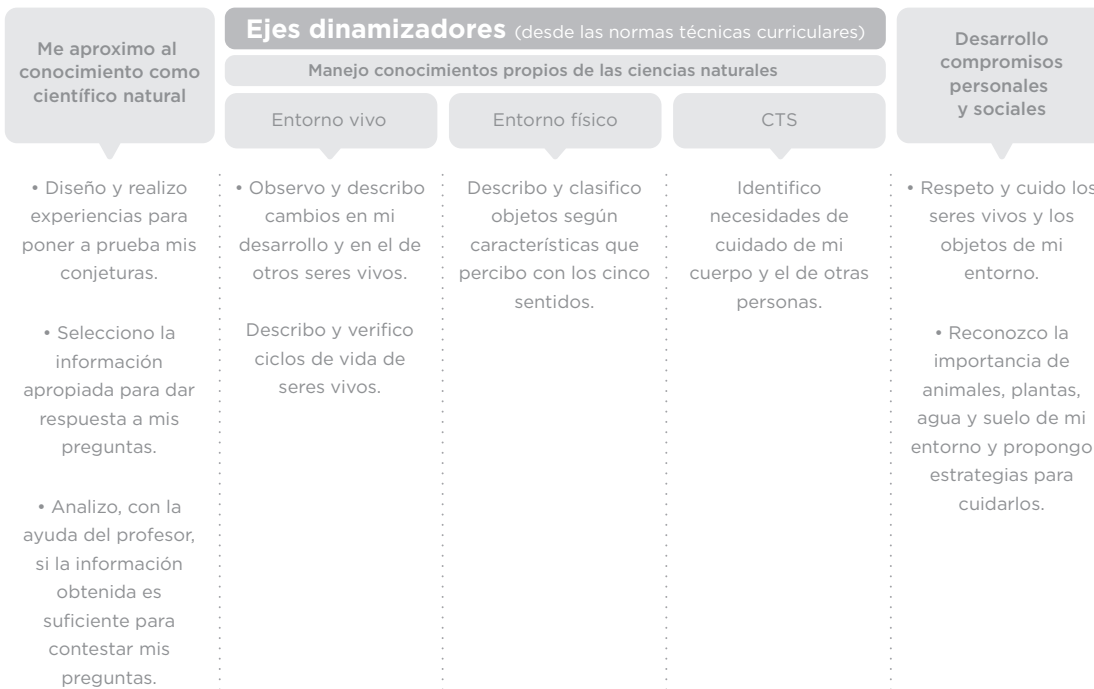 Me aproximo al
conocimiento como
científico natural
Ejes dinamizadores (desde las normas técnicas curriculares)
Manejo conocimientos propios de las ciencias naturales
Entorno vivo
Entorno físico
CTS
Desarrollo
compromisos
personales
y sociales
• Diseño y realizo
experiencias para
poner a prueba mis
conjeturas.
• Selecciono la
información
apropiada para dar
respuesta a mis
preguntas.
• Analizo, con la
ayuda del profesor,
si la información
obtenida es
suficiente para
contestar mis
preguntas.
• Observo y describo
cambios en mi
desarrollo y en el de
otros seres vivos.
Describo y verifico
ciclos de vida de
seres vivos.
Describo y clasifico
objetos según
características que
percibo con los cinco
sentidos.
Identifico
necesidades de
cuidado de mi
cuerpo y el de otras
personas.
• Respeto y cuido los
seres vivos y los
objetos de mi
entorno.
• Reconozco la
importancia de
animales, plantas,
agua y suelo de mi
entorno y propongo
estrategias para
cuidarlos.